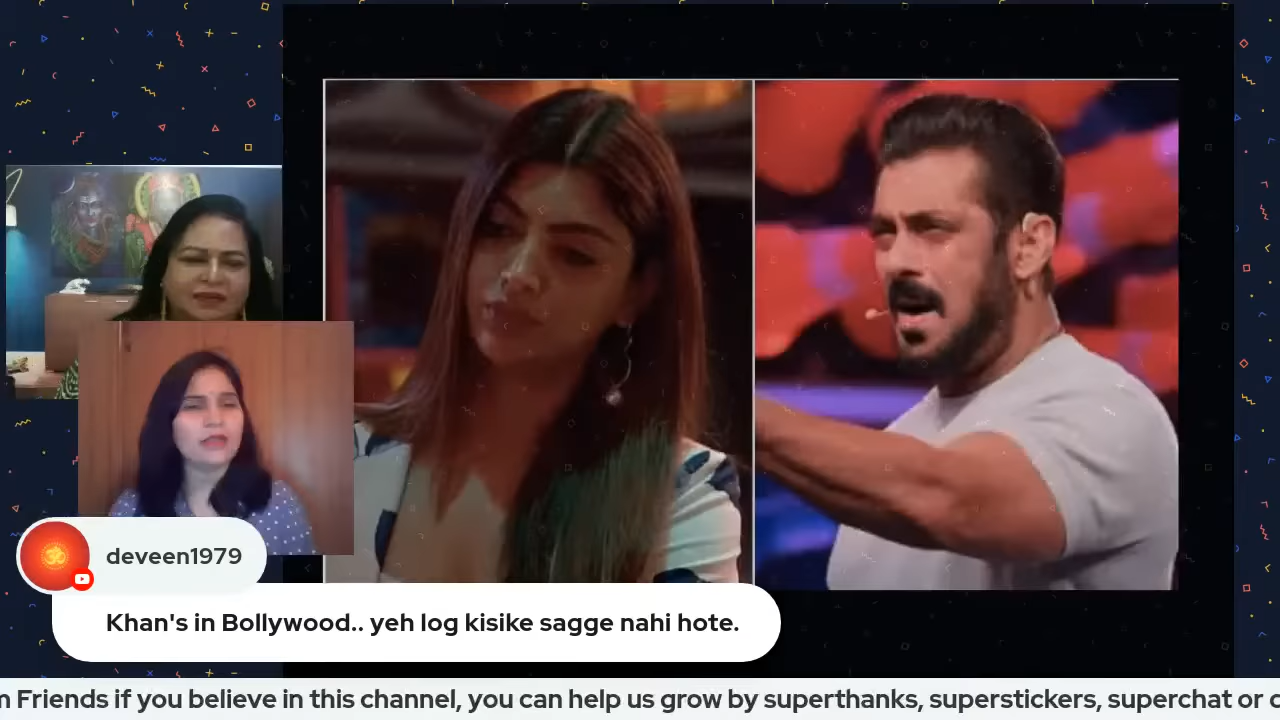 deveen1979
Khan's in Bollywood.. yeh log kisike sagge nahi hote.
Friends if you believe in this channel, you can help us grow by superthanks, superstickers, superchat or